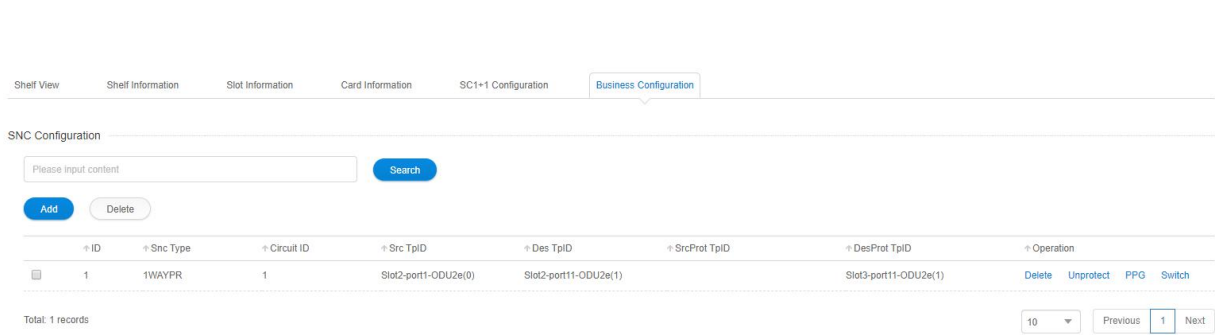 Shelf View Shelf Information Slot Information Card Information SC1+1 Configuration Business Configuration
SNC Configuration
Please input content Search
Add Delete
↑ID ↑Snc Type ↑Circuit ID ↑Src TpID ↑Des TpID ↑SrcProt TpID ↑DesProt TpID ↑Operation
1 1WAYPR 1 Slot2-port1-ODU2e(0) Slot2-port11-ODU2e(1) Slot3-port11-ODU2e(1) Delete Unprotect PPG Switch
Total: 1 records 10 Previous 1 Next